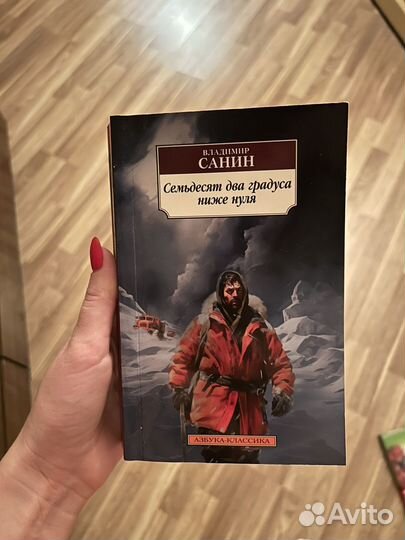 ВЛАДИМИР
САНИН
Семьдесят два градуса
ниже нуля
АЗБУКА-КЛАССИКА
Avito